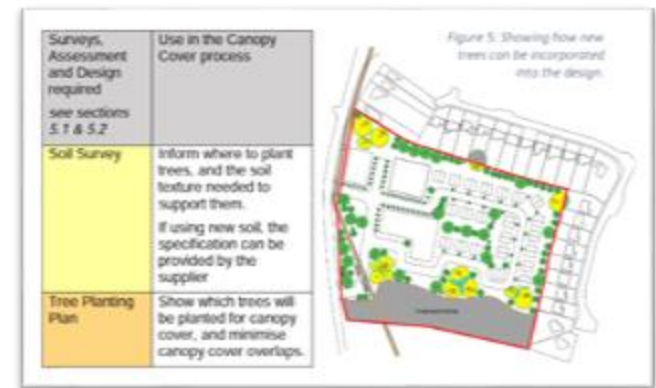 Surveys,
Assessment
and Design
required
see sections
5.1 & 5.2
Use in the Canopy
Cover process
Figure 5. Showing how new
trees can be incorporated
into the design.
Soil Survey
Inform where to plant
trees, and the soil
texture needed to
support them.
If using new soil, the
specification can be
provided by the
supplier
Tree Planting
Plan
Show which trees will
be planted for canopy
cover, and minimise
canopy cover overlaps.